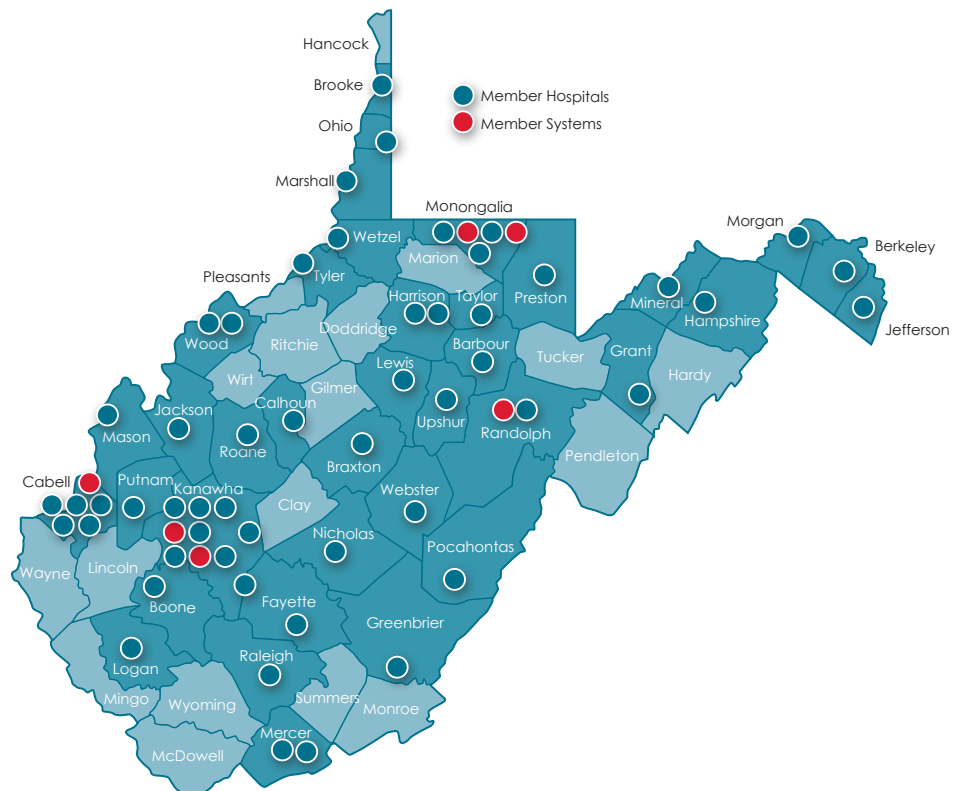 Hancock
Brooke
Member Hospitals
Ohio
Member Systems
Marshall
Monongalia
Morgan
Wetzel
Berkeley
Marion
Pleasants
Tyler
Preston
Mineral
Harrison
Taylor
Hampshire
Jefferson
Doddridge
Wood
Ritchie
Barbour
Grant
Tucker
Lewis
Hardy
Wirt
Gilmer
Calhoun
Jackson
Upshur
Mason
Randolph
Roane
Pendleton
Braxton
Cabell
Putnam
Kanawha
Webster
Clay
Nicholas
Pocahontas
Lincoln
Wayne
Boone
Fayette
Greenbrier
Raleigh
Logan
Summers
Mingo
Wyoming
Monroe
Mercer
McDowell